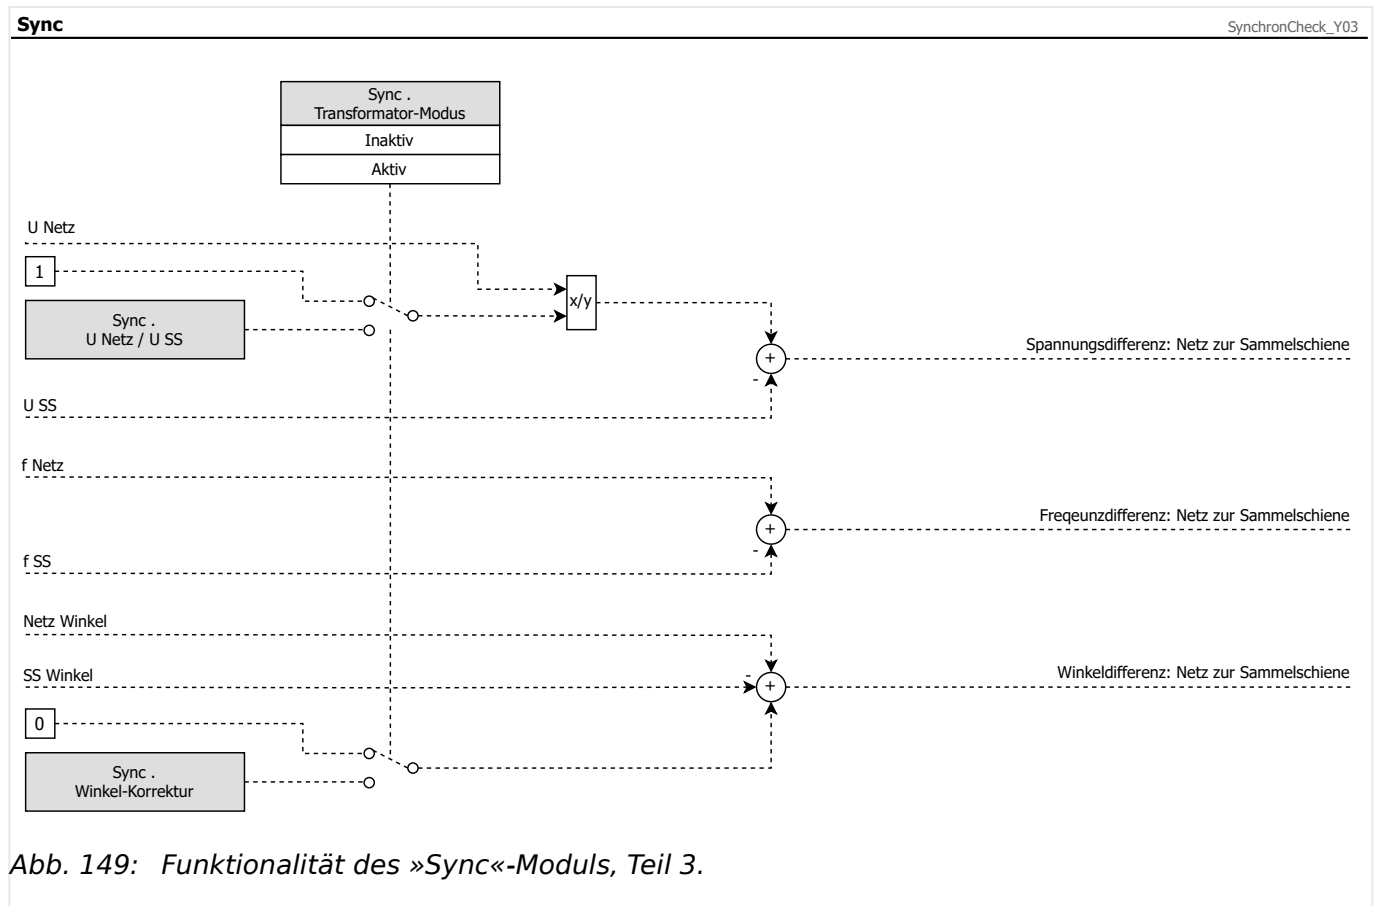 Sync
SynchronCheck_Y03
Sync .
Transformator-Modus
Inaktiv
Aktiv
U Netz
1
Sync .
U Netz / U SS
x/y
+
-
Spannungsdifferenz: Netz zur Sammelschiene
U SS
f Netz
+
-
Freqeunzdifferenz: Netz zur Sammelschiene
f SS
Netz Winkel
SS Winkel
-
+
Winkeldifferenz: Netz zur Sammelschiene
0
Sync .
Winkel-Korrektur
Abb. 149: Funktionalität des »Sync«-Moduls, Teil 3.